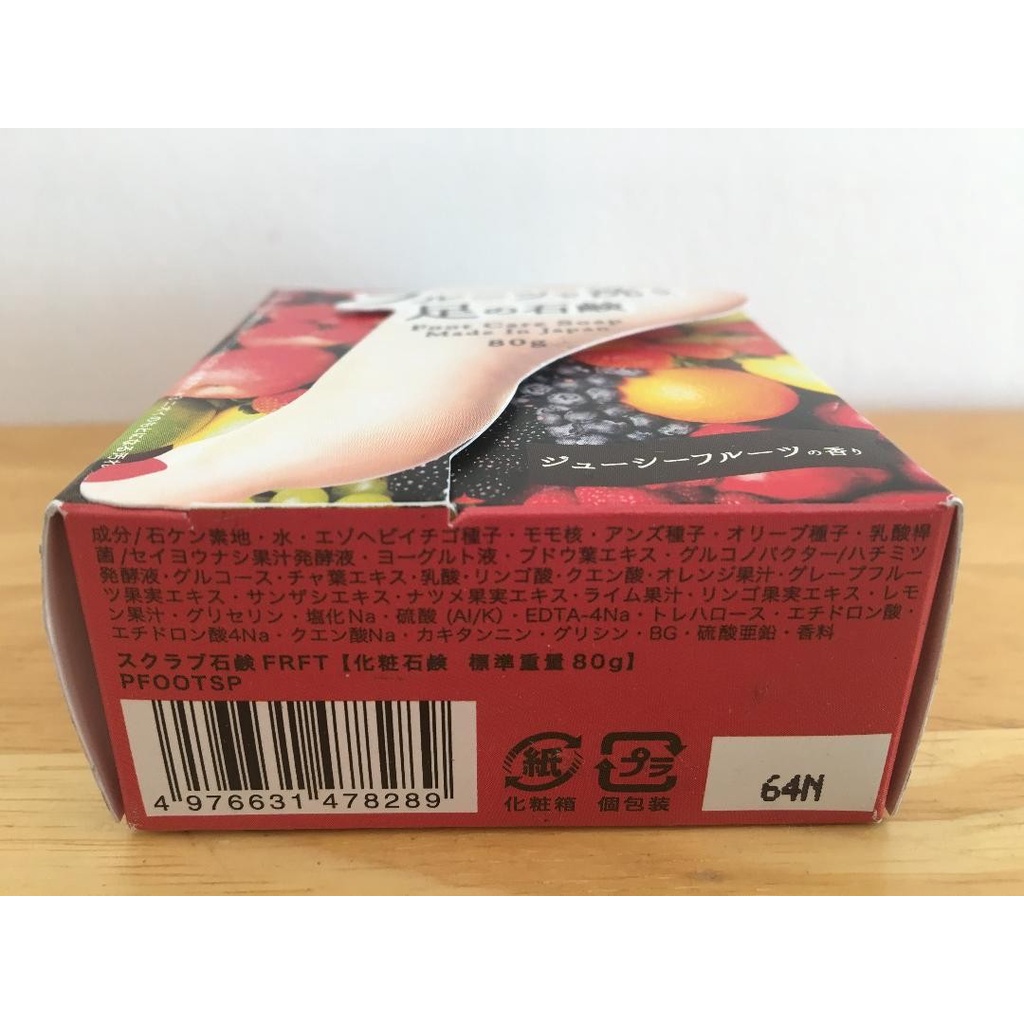 足の石鹸
Foot Care Soap
Made in Japan
80g
ジューシーフルーツの香り
成分/石ケン素地・水・エゾヘビイチゴ種子・モモ核・アンズ種子・オリーブ種子・乳酸桿
菌/セイヨウナシ果汁発酵液・ヨーグルト液・ブドウ葉エキス・グルコノバクター/ハチミツ
発酵液・グルコース・チャ葉エキス・乳酸・リンゴ酸・クエン酸・オレンジ果汁・グレープフルー
ツ果実エキス・サンザシエキス・ナツメ果実エキス・ライム果汁・リンゴ果実エキス・レモ
ン果汁・グリセリン・塩化Na・硫酸(Al/K)・EDTA-4Na・トレハロース・エチドロン酸・
エチドロン酸4Na・クエン酸Na・カキタンニン・グリシン・BG・硫酸亜鉛・香料
スクラブ石鹸FRFT【化粧石鹸 標準重量80g】
PFOOTSP
4 976631 478289
紙
化粧箱
プラ
個包装
64N